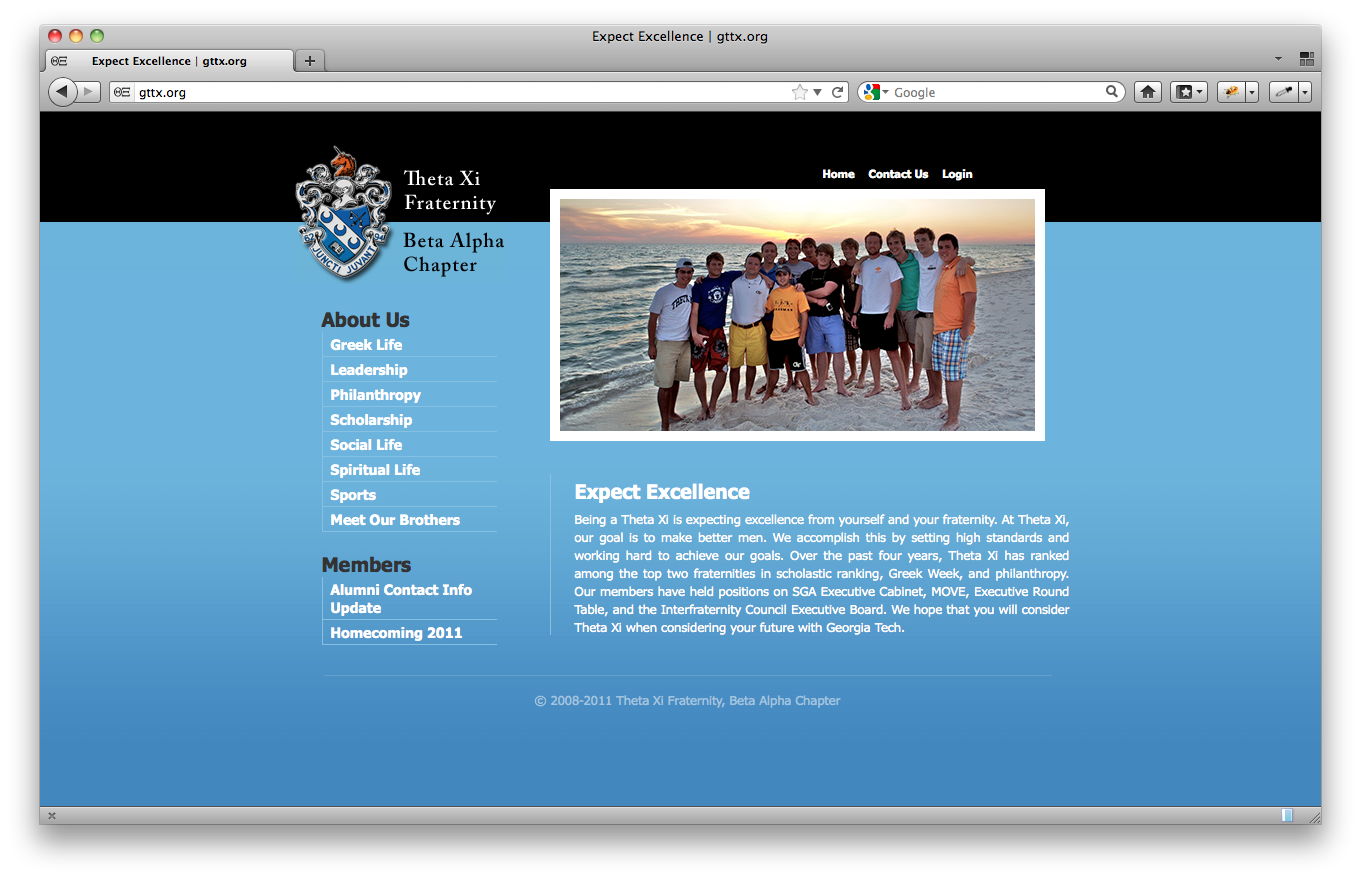 Expect Excellence | gttx.org
ΘΞ Expect Excellence | gttx.org +
ΘΞ gttx.org
Google
Home Contact Us Login
Theta Xi
Fraternity
Beta Alpha
Chapter
JUNCTI JUVANT
About Us
Greek Life
Leadership
Philanthropy
Scholarship
Social Life
Spiritual Life
Sports
Meet Our Brothers
Members
Alumni Contact Info
Update
Homecoming 2011
THETA
Expect Excellence
Being a Theta Xi is expecting excellence from yourself and your fraternity. At Theta Xi,
our goal is to make better men. We accomplish this by setting high standards and
working hard to achieve our goals. Over the past four years, Theta Xi has ranked
among the top two fraternities in scholastic ranking, Greek Week, and philanthropy.
Our members have held positions on SGA Executive Cabinet, MOVE, Executive Round
Table, and the Interfraternity Council Executive Board. We hope that you will consider
Theta Xi when considering your future with Georgia Tech.
© 2008-2011 Theta Xi Fraternity, Beta Alpha Chapter